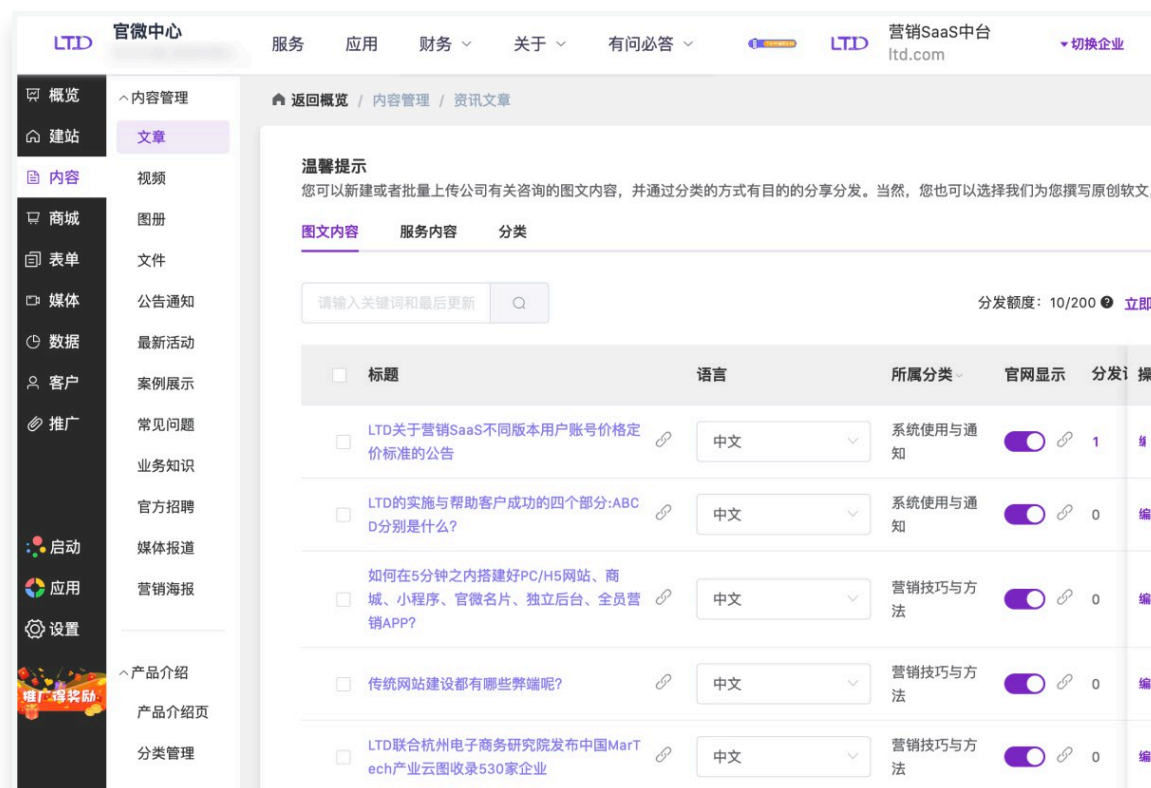 LTD
官微中心
服务
应用
财务
关于
有问必答
LTD
营销SaaS中台
ltd.com
切换企业
概览
建站
内容
商城
表单
媒体
数据
客户
推广
启动
应用
设置
推广得奖励
内容管理
文章
视频
图册
文件
公告通知
最新活动
案例展示
常见问题
业务知识
官方招聘
媒体报道
营销海报
产品介绍
产品介绍页
分类管理
返回概览 / 内容管理 / 资讯文章
温馨提示
您可以新建或者批量上传公司有关咨询的图文内容，并通过分类的方式有目的的分享分发。当然，您也可以选择我们为您撰写原创软文,
图文内容
服务内容
分类
请输入关键词和最后更新
分发额度：10/200
立即
标题
语言
所属分类
官网显示
分发
操
LTD关于营销SaaS不同版本用户账号价格定
价标准的公告
中文
系统使用与通
知
1
编
LTD的实施与帮助客户成功的四个部分:ABC
D分别是什么?
中文
系统使用与通
知
0
编
如何在5分钟之内搭建好PC/H5网站、商
城、小程序、官微名片、独立后台、全员营
销APP?
中文
营销技巧与方
法
0
编
传统网站建设都有哪些弊端呢?
中文
营销技巧与方
法
0
编
LTD联合杭州电子商务研究院发布中国MarT
ech产业云图收录530家企业
中文
营销技巧与方
法
0
编